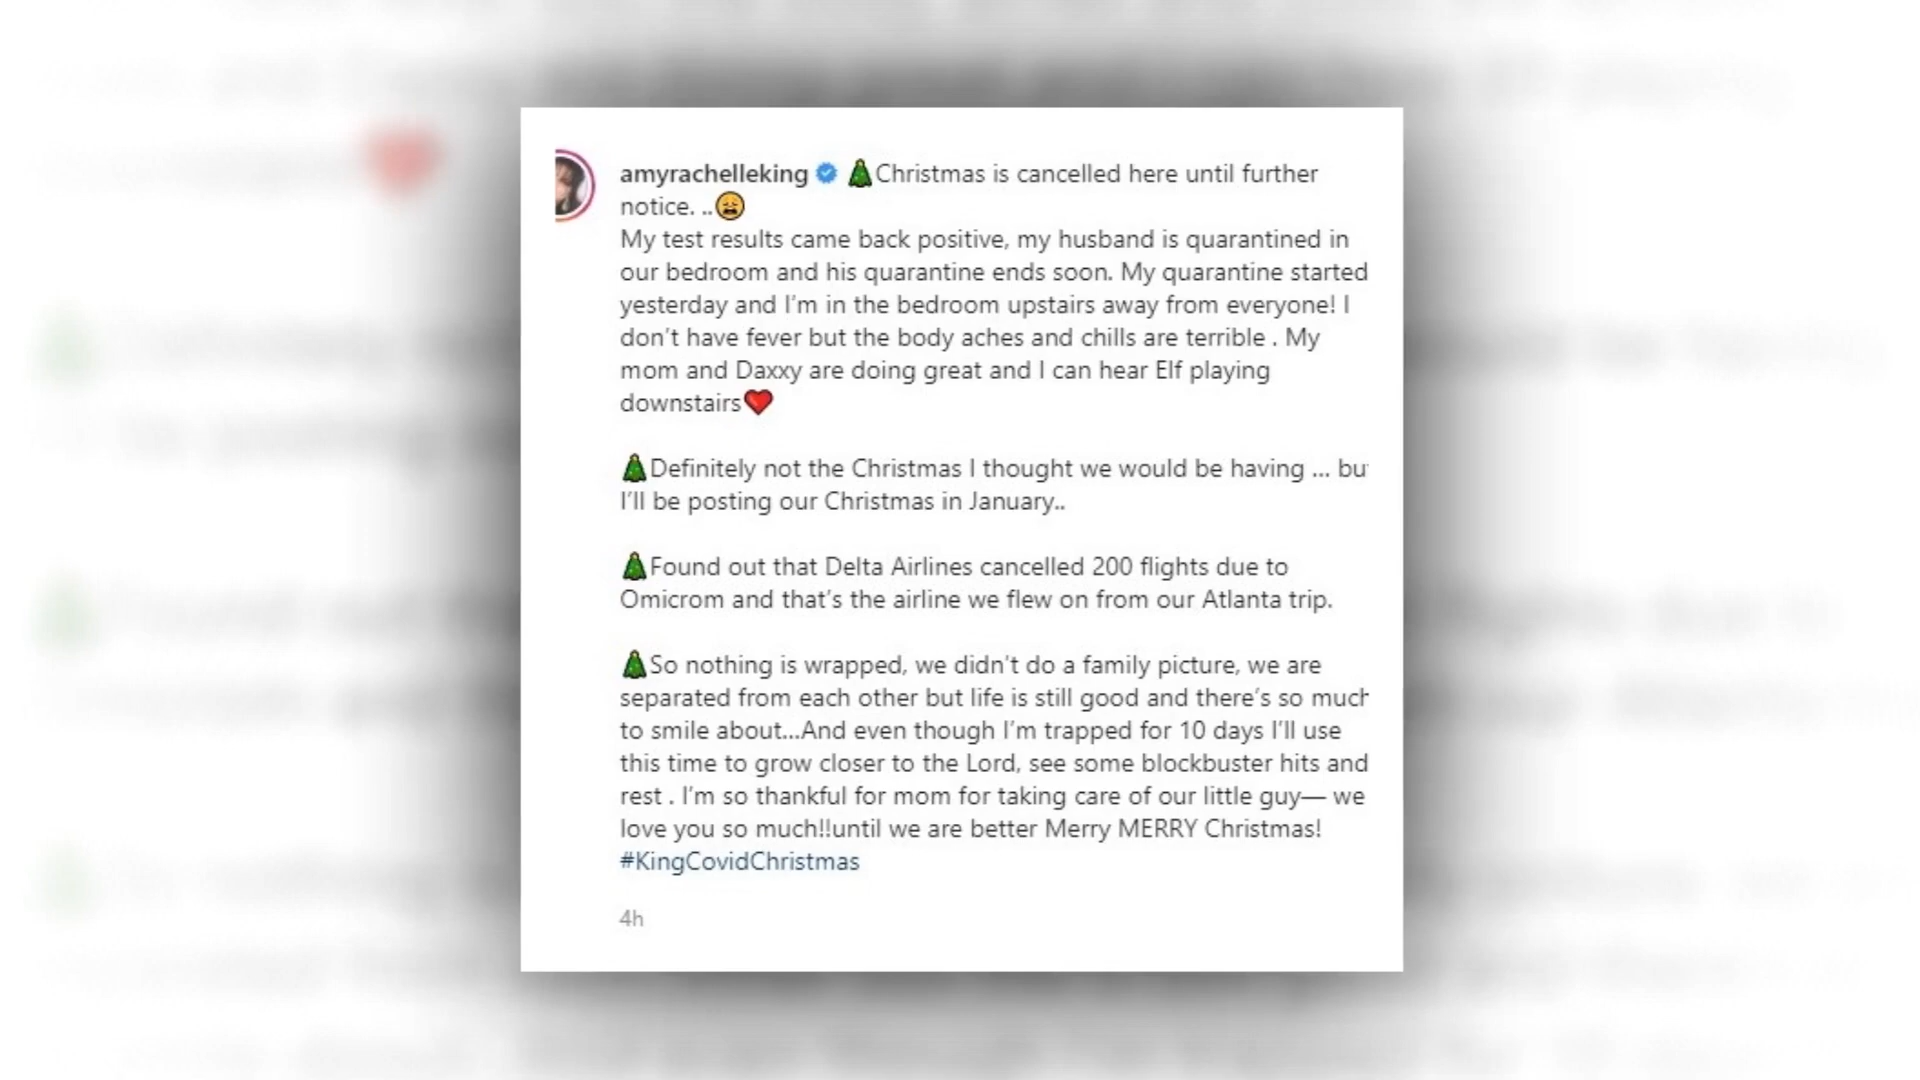 amyrachelleking 🎄Christmas is cancelled here until further
notice. ..😩
My test results came back positive, my husband is quarantined in
our bedroom and his quarantine ends soon. My quarantine started
yesterday and I'm in the bedroom upstairs away from everyone! I
don't have fever but the body aches and chills are terrible . My
mom and Daxxy are doing great and I can hear Elf playing
downstairs❤️
🎄Definitely not the Christmas I thought we would be having ... bu
I'll be posting our Christmas in January..
🎄Found out that Delta Airlines cancelled 200 flights due to
Omicrom and that's the airline we flew on from our Atlanta trip.
🎄So nothing is wrapped, we didn't do a family picture, we are
separated from each other but life is still good and there's so much
to smile about...And even though I'm trapped for 10 days I'll use
this time to grow closer to the Lord, see some blockbuster hits and
rest . I'm so thankful for mom for taking care of our little guy— we
love you so much!!until we are better Merry MERRY Christmas!
#KingCovidChristmas
4h